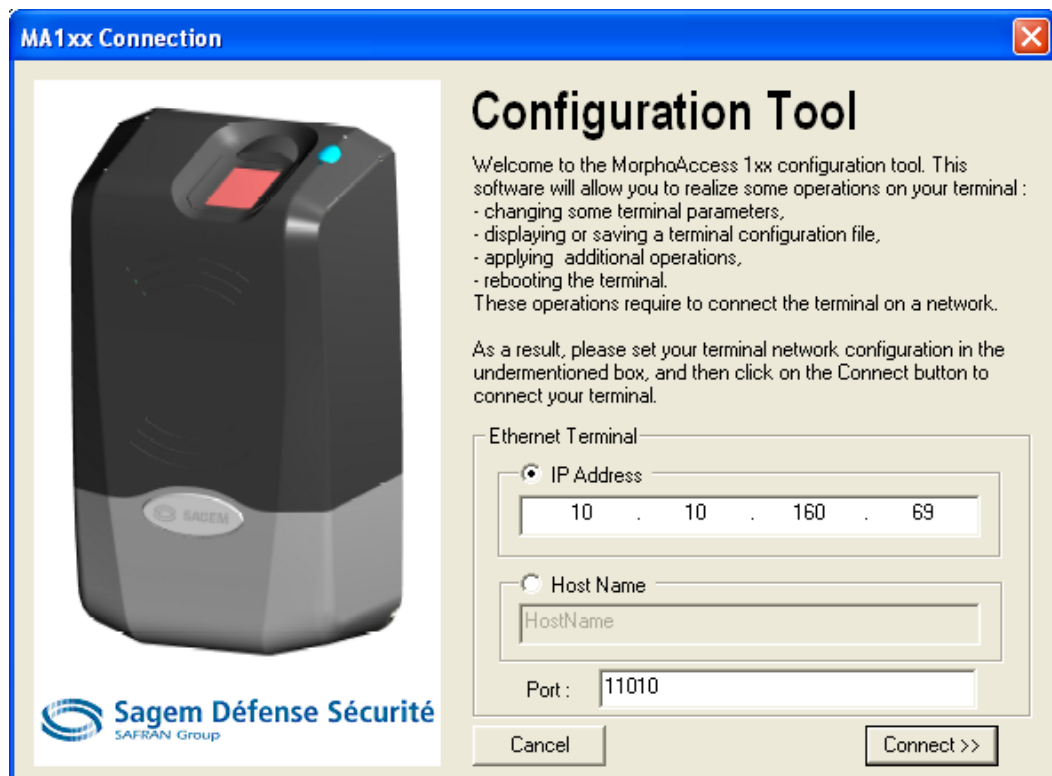 MA1xx Connection
Configuration Tool
Welcome to the MorphoAccess 1xx configuration tool. This
software will allow you to realize some operations on your terminal :
- changing some terminal parameters,
- displaying or saving a terminal configuration file,
- applying  additional operations,
- rebooting the terminal.
These operations require to connect the terminal on a network.
As a result, please set your terminal network configuration in the
undermentioned box, and then click on the Connect button to
connect your terminal.
Ethernet Terminal
IP Address
10 . 10 . 160 . 69
Host Name
HostName
Port : 11010
Cancel
Connect >>
SAGEM
Sagem Défense Sécurité
SAFRAN Group